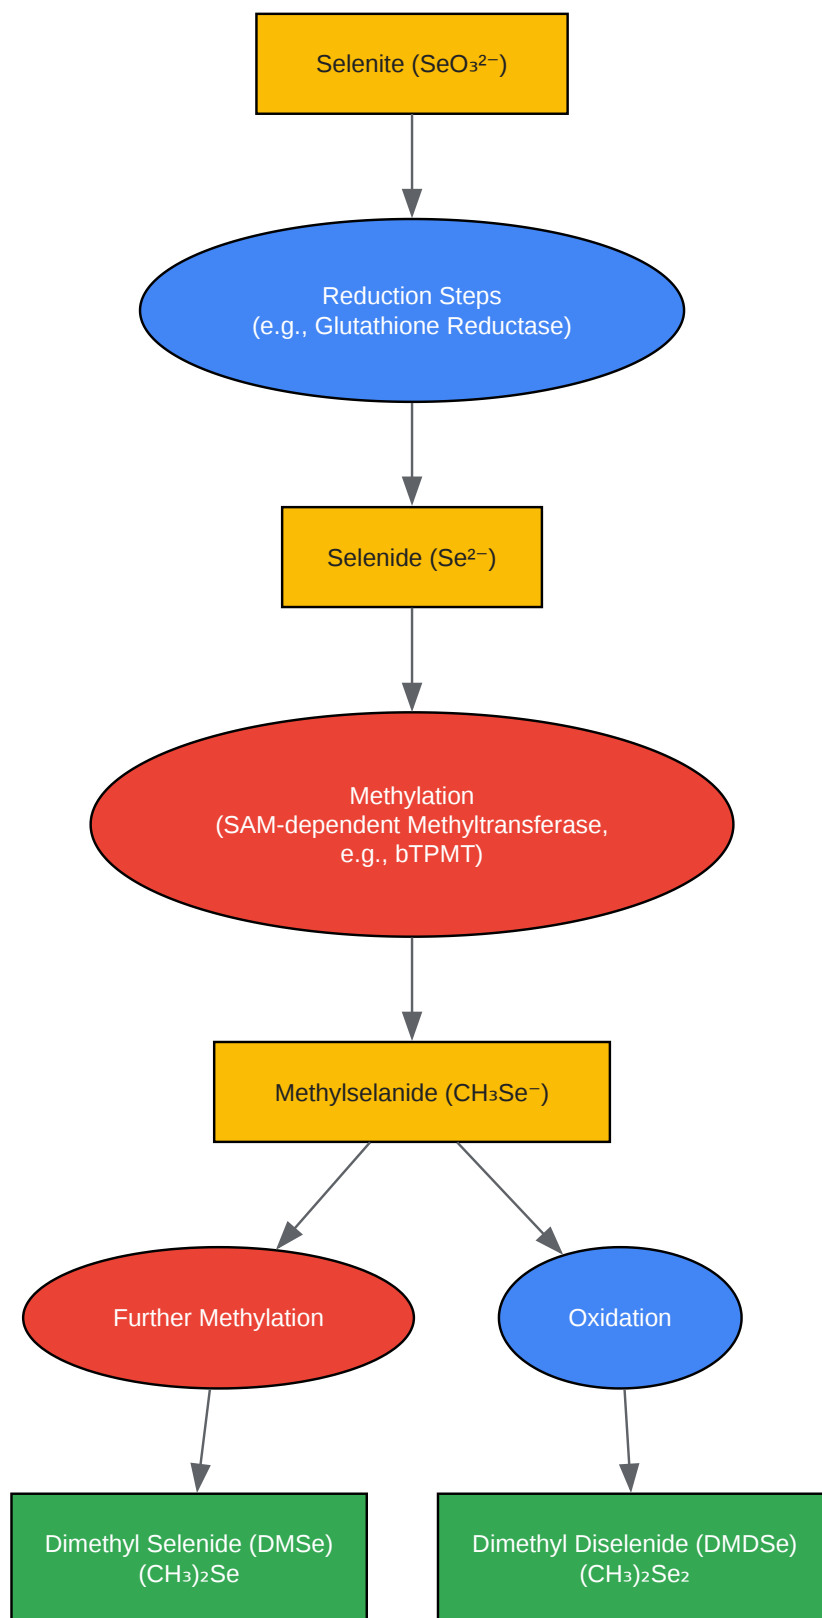 Selenite (SeO₃²⁻)
Reduction Steps
(e.g., Glutathione Reductase)
Selenide (Se²⁻)
Methylation
(SAM-dependent Methyltransferase,
e.g., bTPMT)
Methylselanide (CH₃Se⁻)
Further Methylation
Oxidation
Dimethyl Selenide (DMSe)
(CH₃)₂Se
Dimethyl Diselenide (DMDSe)
(CH₃)₂Se₂